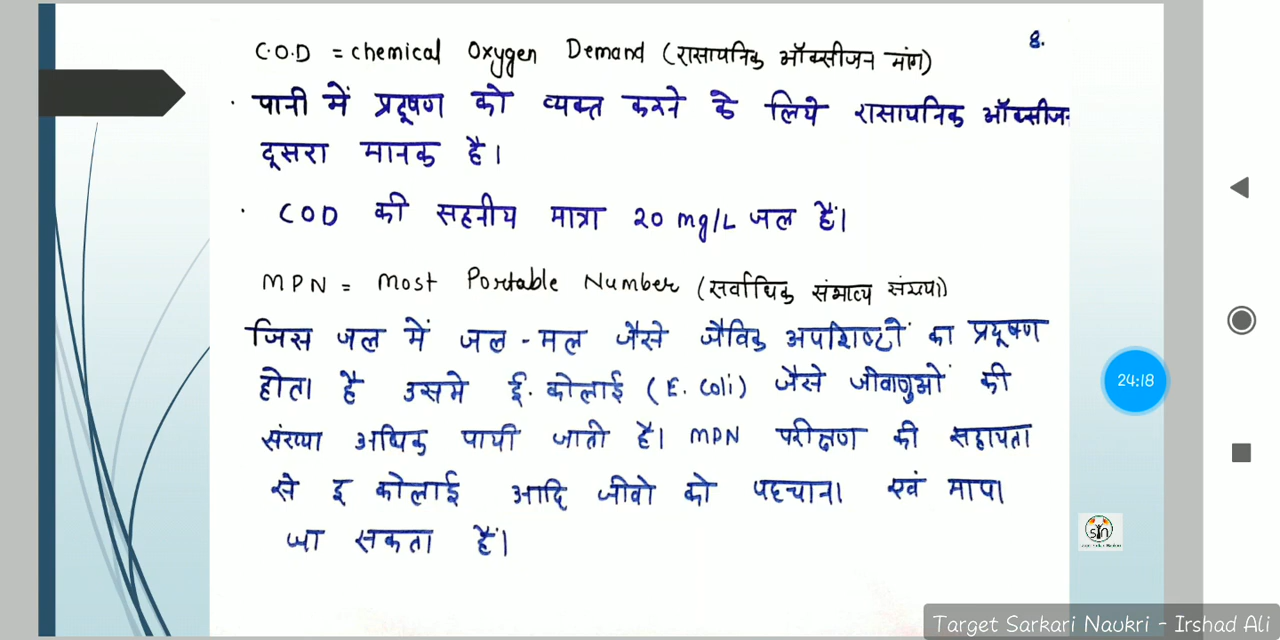 8.
C.O.D = chemical Oxygen Demand (रासायनिक ऑक्सीजन मांग)
· पानी में प्रदूषण को व्यक्त करने के लिये रासायनिक ऑक्सीजन
दूसरा मानक है।
· COD की सहनीय मात्रा 20 mg/L जल हैं।
MPN = Most Portable Number (सर्वाधिक संभाव्य संख्या)
जिस जल में जल-मल जैसे जैविक अपशिष्टों का प्रदूषण
होता है उसमे ई. कोलाई (E. Coli) जैसे जीवाणुओं की
संख्या अधिक पायी जाती है। MPN परीक्षण की सहायता
से इ कोलाई आदि जीवो को पहचाना एवं मापा
जा सकता हैं।
24:18
Target Sarkari Naukri - Irshad Ali